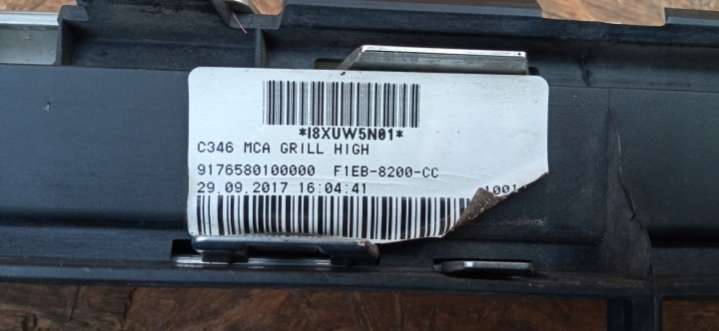 *I8XUW5N01*
C346 MCA GRILL HIGH
9176580100000 F1EB-8200-CC
29.09.2017 16:04:41